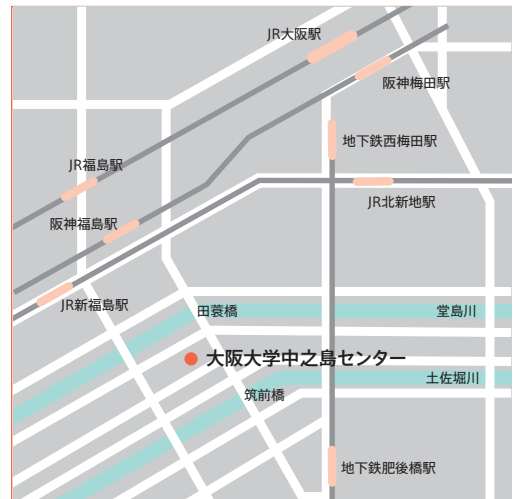 JR大阪駅
阪神梅田駅
地下鉄西梅田駅
JR福島駅
JR北新地駅
阪神福島駅
JR新福島駅
田蓑橋
堂島川
大阪大学中之島センター
土佐堀川
筑前橋
地下鉄肥後橋駅